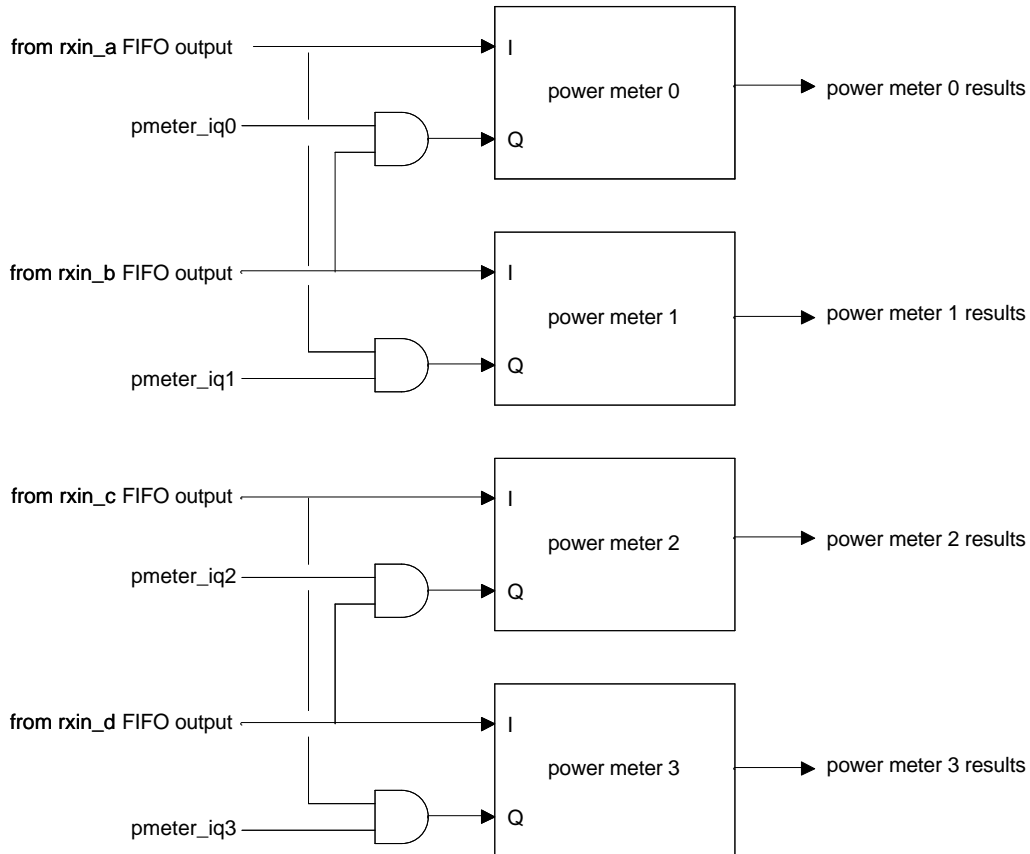 from rxin_a FIFO output
I
power meter 0
power meter 0 results
pmeter_iq0
Q
from rxin_b FIFO output
I
power meter 1
power meter 1 results
pmeter_iq1
Q
from rxin_c FIFO output
I
power meter 2
power meter 2 results
pmeter_iq2
Q
from rxin_d FIFO output
I
power meter 3
power meter 3 results
pmeter_iq3
Q